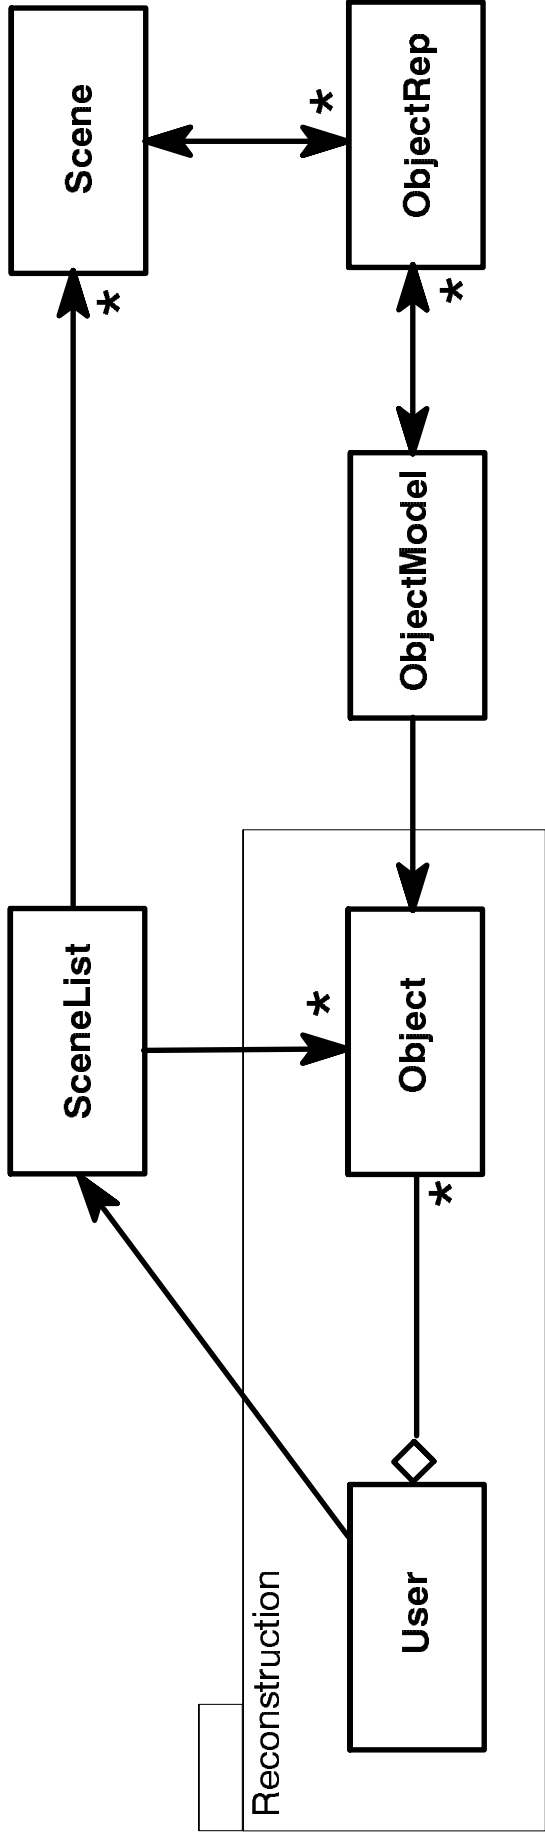 SceneList
*
Scene
*
Reconstruction
User
*
Object
*
ObjectModel
*
ObjectRep